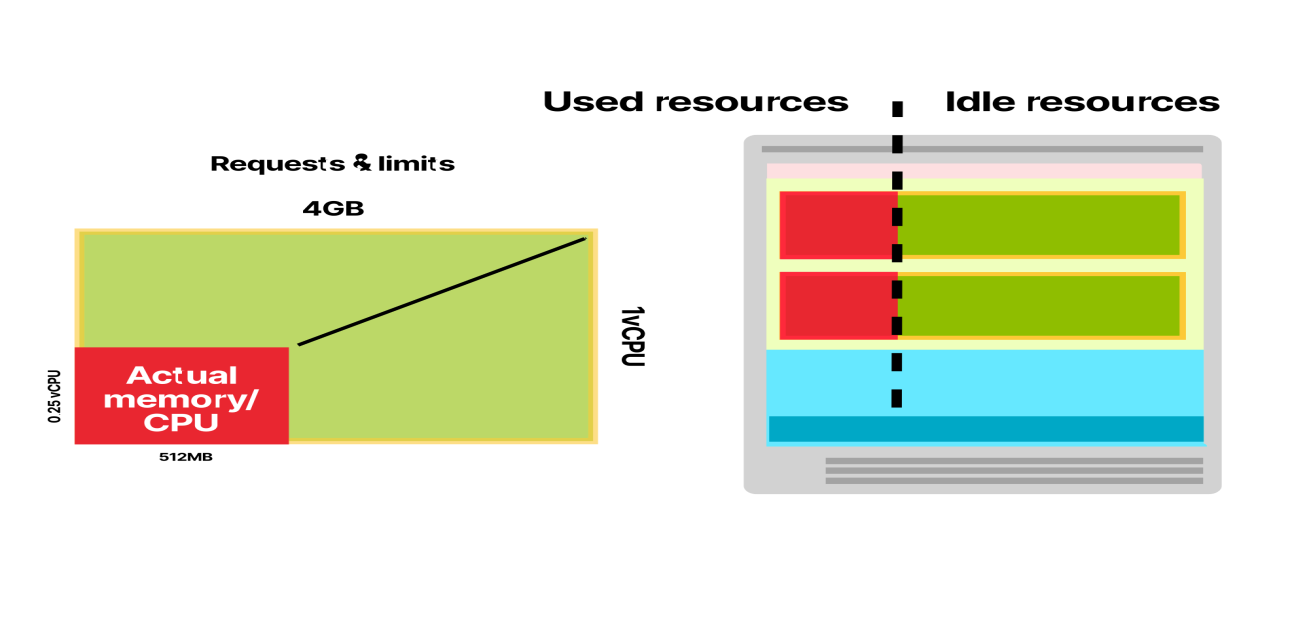 Used resources
Idle resources
Requests & limits
4GB
1vCPU
0.25 vCPU
Actual
memory/
CPU
512MB